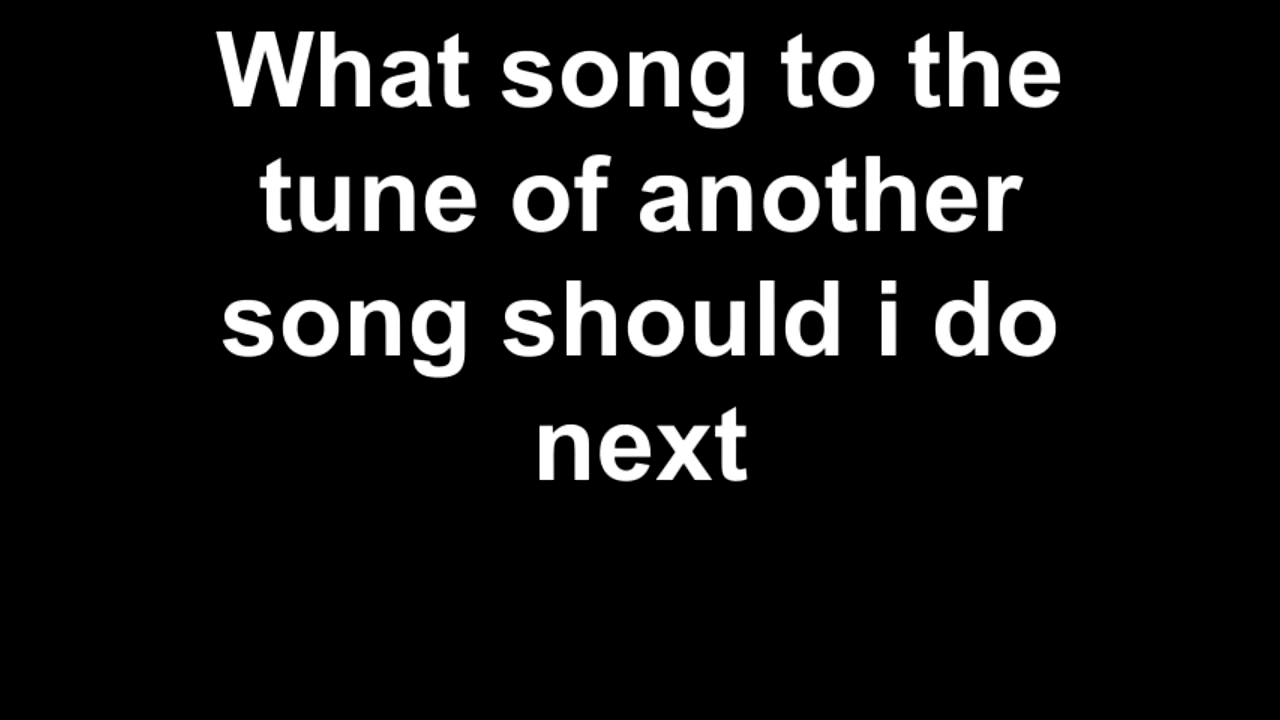 What song to the
tune of another
song should i do
next